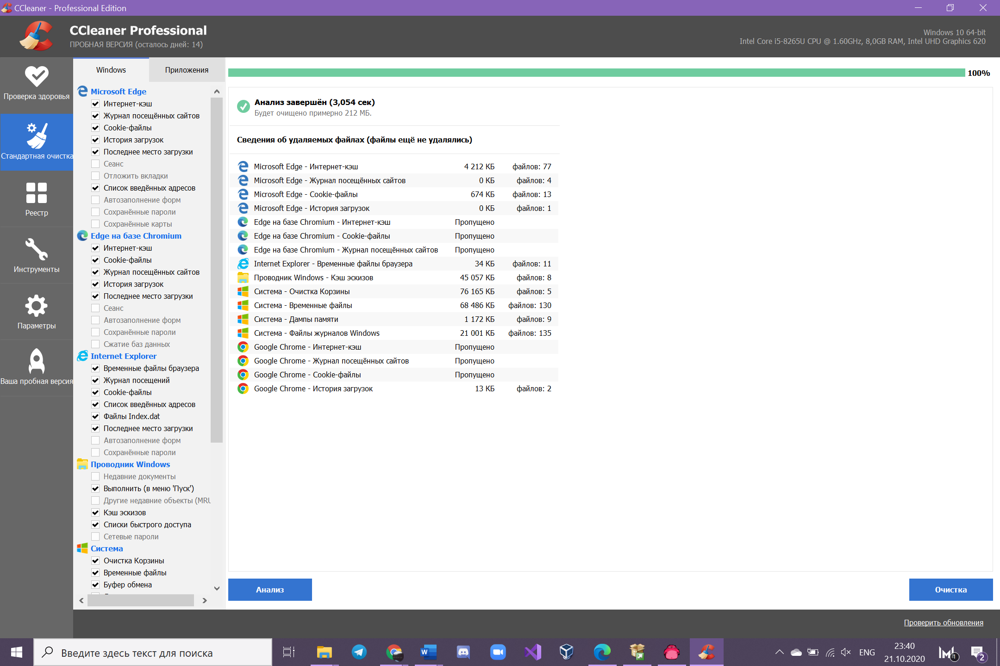 CCleaner - Professional Edition
CCleaner Professional
ПРОБНАЯ ВЕРСИЯ (осталось дней: 14)
Windows 10 64-bit
Intel Core i5-8265U CPU @ 1.60GHz, 8,0GB RAM, Intel UHD Graphics 620
Проверка здоровья
Стандартная очистка
Реестр
Инструменты
Параметры
Ваша пробная версия
Windows
Приложения
Microsoft Edge
Интернет-кэш
Журнал посещённых сайтов
Cookie-файлы
История загрузок
Последнее место загрузки
Сеанс
Отложить вкладки
Список введённых адресов
Автозаполнение форм
Сохранённые пароли
Сохранённые карты
Edge на базе Chromium
Интернет-кэш
Cookie-файлы
Журнал посещённых сайтов
История загрузок
Последнее место загрузки
Сеанс
Автозаполнение форм
Сохранённые пароли
Сжатие баз данных
Internet Explorer
Временные файлы браузера
Журнал посещений
Cookie-файлы
Список введённых адресов
Файлы Index.dat
Последнее место загрузки
Автозаполнение форм
Сохранённые пароли
Проводник Windows
Недавние документы
Выполнить (в меню 'Пуск')
Другие недавние объекты (MRU
Кэш эскизов
Списки быстрого доступа
Сетевые пароли
Система
Очистка Корзины
Временные файлы
Буфер обмена
100%
Анализ завершён (3,054 сек)
Будет очищено примерно 212 МБ.
Сведения об удаляемых файлах (файлы ещё не удалялись)
Microsoft Edge - Интернет-кэш 4 212 КБ файлов: 77
Microsoft Edge - Журнал посещённых сайтов 0 КБ файлов: 4
Microsoft Edge - Cookie-файлы 674 КБ файлов: 13
Microsoft Edge - История загрузок 0 КБ файлов: 1
Edge на базе Chromium - Интернет-кэш Пропущено
Edge на базе Chromium - Cookie-файлы Пропущено
Edge на базе Chromium - Журнал посещённых сайтов Пропущено
Internet Explorer - Временные файлы браузера 34 КБ файлов: 11
Проводник Windows - Кэш эскизов 45 057 КБ файлов: 8
Система - Очистка Корзины 76 165 КБ файлов: 5
Система - Временные файлы 68 486 КБ файлов: 130
Система - Дампы памяти 1 172 КБ файлов: 9
Система - Файлы журналов Windows 21 001 КБ файлов: 135
Google Chrome - Интернет-кэш Пропущено
Google Chrome - Журнал посещённых сайтов Пропущено
Google Chrome - Cookie-файлы Пропущено
Google Chrome - История загрузок 13 КБ файлов: 2
Анализ
Очистка
Проверить обновления
Введите здесь текст для поиска
ENG
23:40
21.10.2020
1
2